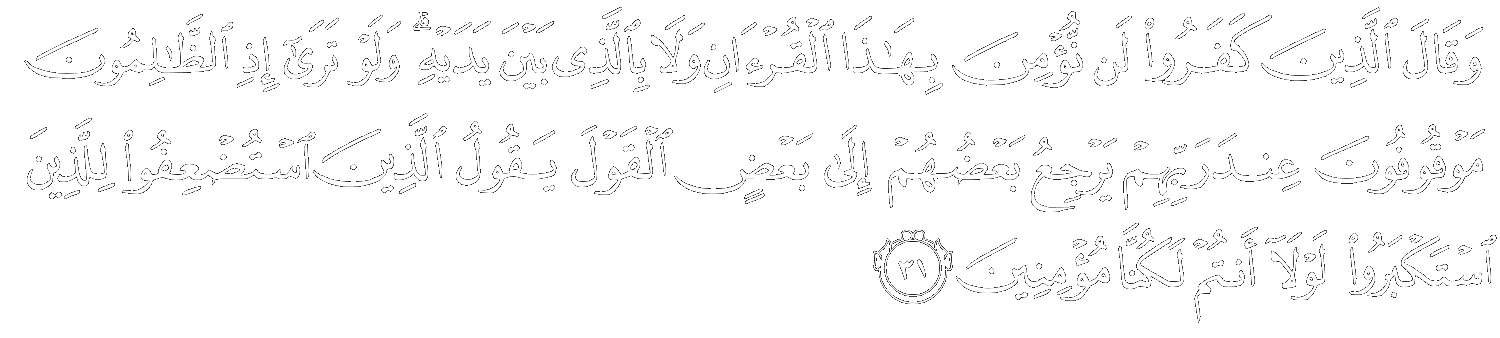 وَقَالَ ٱلَّذِينَ كَفَرُوا۟ لَن نُّؤْمِنَ بِهَـٰذَا ٱلْقُرْءَانِ وَلَا بِٱلَّذِى بَيْنَ يَدَيْهِ ۗ وَلَوْ تَرَىٰٓ إِذِ ٱلظَّـٰلِمُونَ
مَوْقُوفُونَ عِندَ رَبِّهِمْ يَرْجِعُ بَعْضُهُمْ إِلَىٰ بَعْضٍ ٱلْقَوْلَ يَقُولُ ٱلَّذِينَ ٱسْتُضْعِفُوا۟ لِلَّذِينَ
ٱسْتَكْبَرُوا۟ لَوْلَآ أَنتُمْ لَكُنَّا مُؤْمِنِينَ ٣١